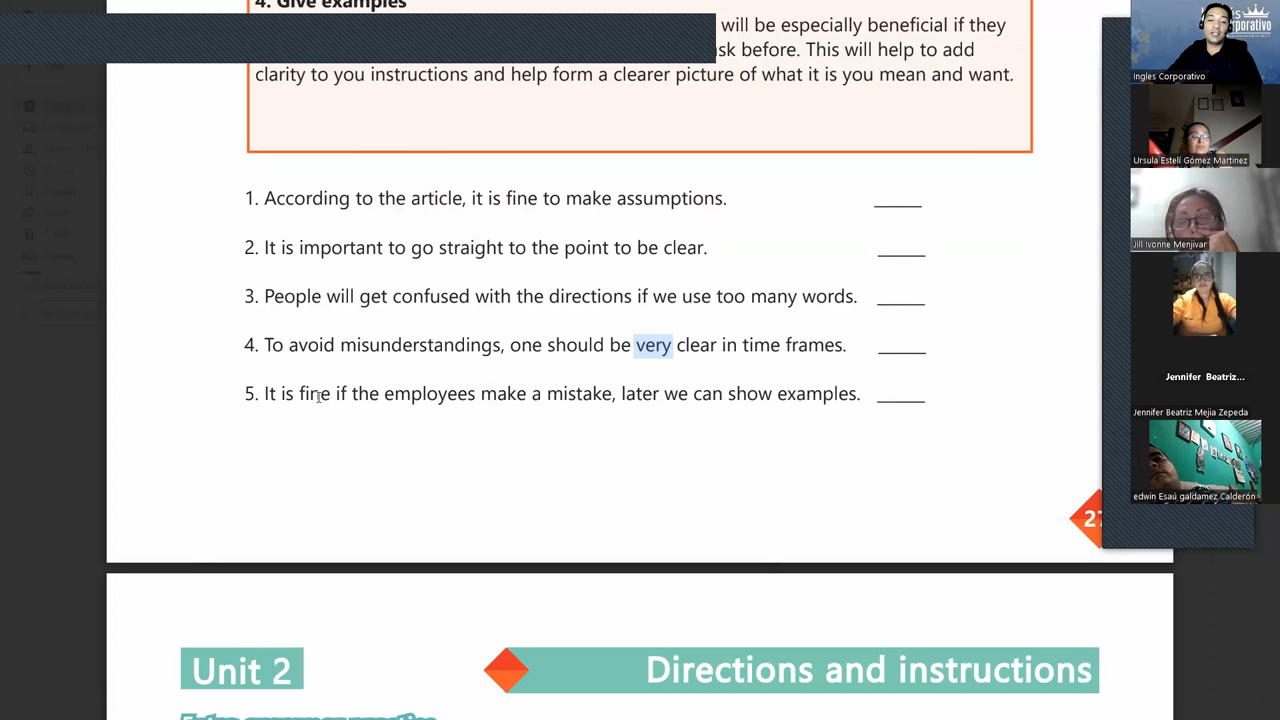 4. Give examples
will be especially beneficial if they
ask before. This will help to add
clarity to you instructions and help form a clearer picture of what it is you mean and want.
1. According to the article, it is fine to make assumptions. _____
2. It is important to go straight to the point to be clear. _____
3. People will get confused with the directions if we use too many words. _____
4. To avoid misunderstandings, one should be very clear in time frames. _____
5. It is fine if the employees make a mistake, later we can show examples. _____
27
Unit 2
Directions and instructions
Ingles Corporativo
Ursula Estelí Gómez Martínez
Jill Ivonne Menjivar
Jennifer Beatriz...
Jennifer Beatriz Mejia Zepeda
edwin Esaú galdamez Calderón